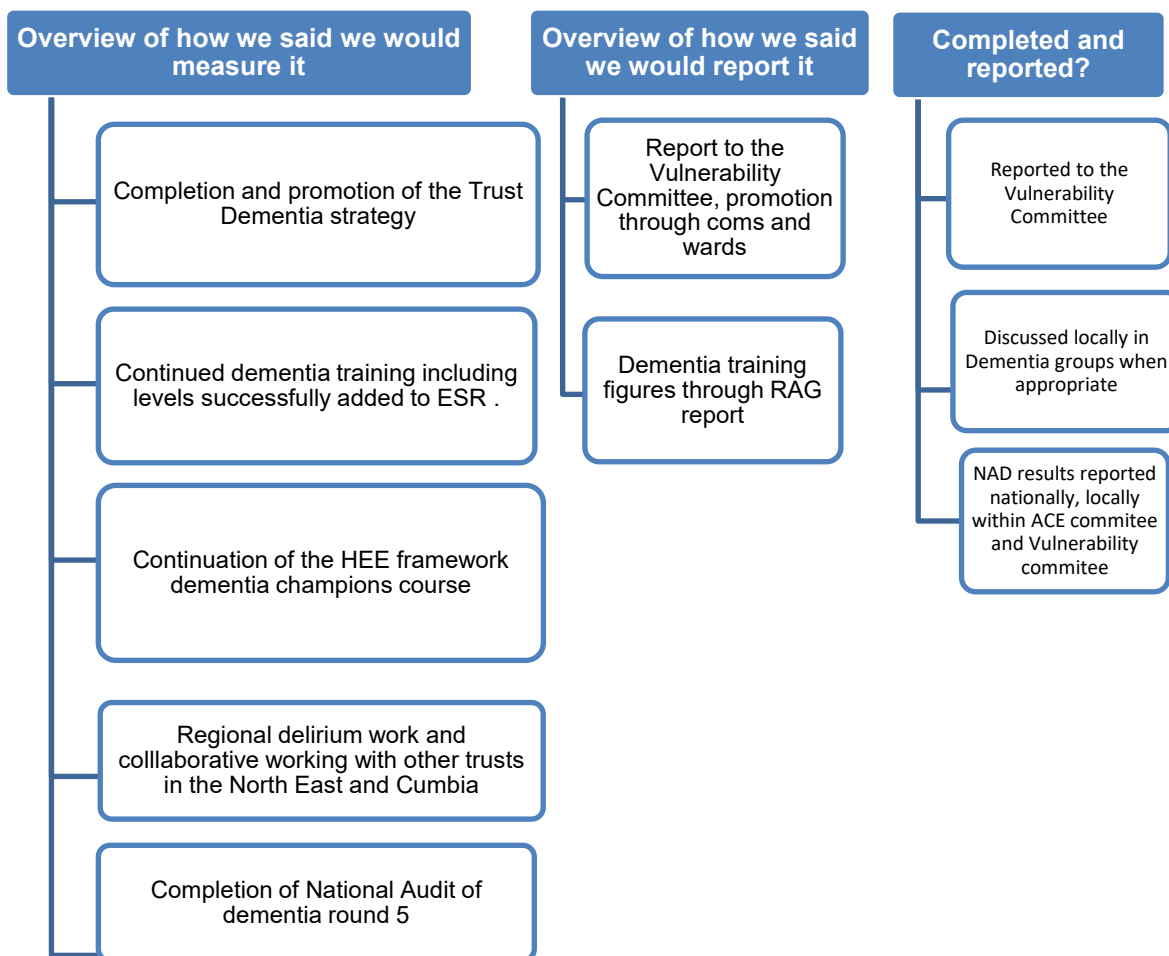 Overview of how we said we would
measure it
Completion and promotion of the Trust
Dementia strategy
Continued dementia training including
levels successfully added to ESR .
Continuation of the HEE framework
dementia champions course
Regional delirium work and
colllaborative working with other trusts
in the North East and Cumbia
Completion of National Audit of
dementia round 5
Overview of how we said
we would report it
Report to the
Vulnerability
Committee, promotion
through coms and
wards
Dementia training
figures through RAG
report
Completed and
reported?
Reported to the
Vulnerability
Committee
Discussed locally in
Dementia groups when
appropriate
NAD results reported
nationally, locally
within ACE commitee
and Vulnerability
commitee